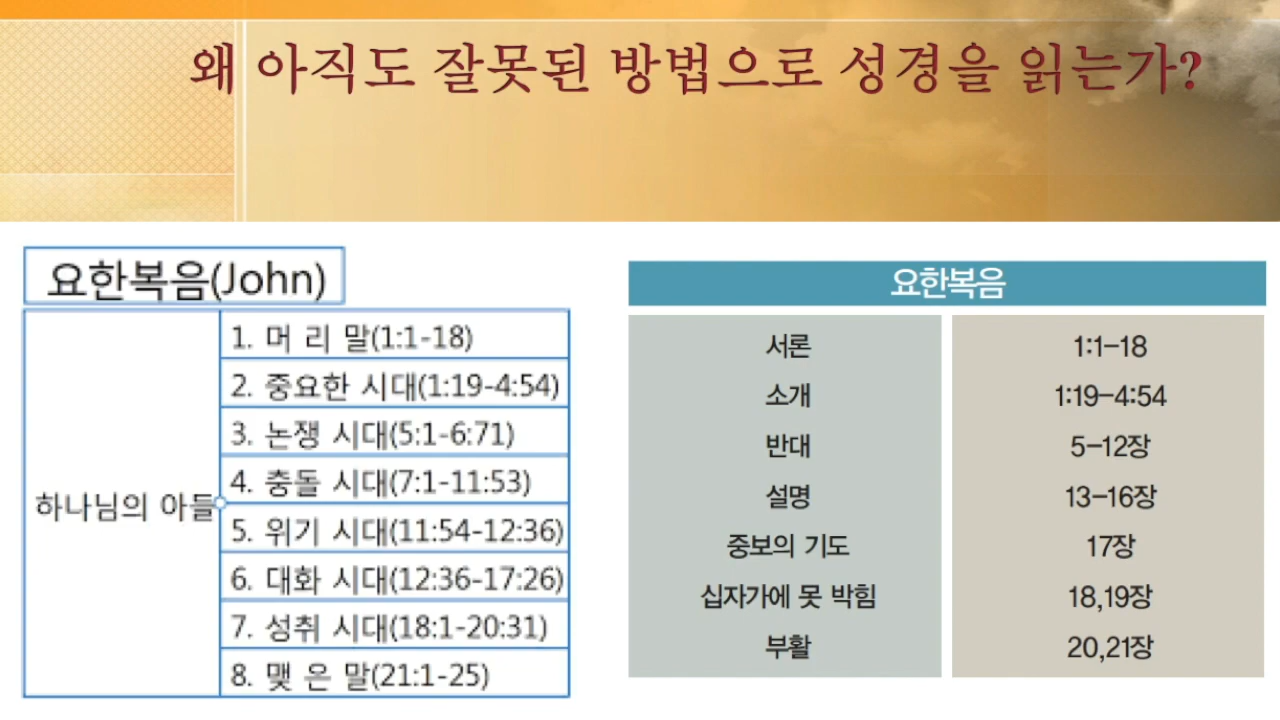 왜 아직도 잘못된 방법으로 성경을 읽는가?
요한복음(John)
하나님의 아들
1. 머 리 말(1:1-18)
2. 중요한 시대(1:19-4:54)
3. 논쟁 시대(5:1-6:71)
4. 충돌 시대(7:1-11:53)
5. 위기 시대(11:54-12:36)
6. 대화 시대(12:36-17:26)
7. 성취 시대(18:1-20:31)
8. 맺 은 말(21:1-25)
요한복음
서론 1:1-18
소개 1:19-4:54
반대 5-12장
설명 13-16장
중보의 기도 17장
십자가에 못 박힘 18,19장
부활 20,21장